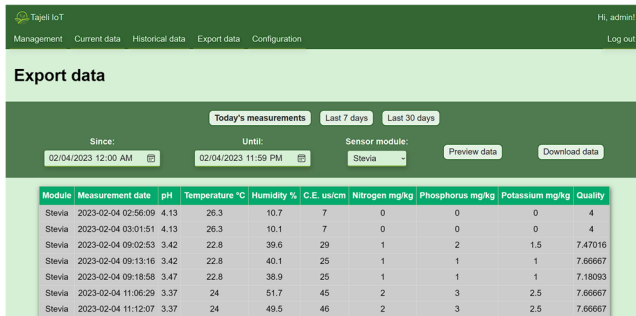 Tajeli IoT Hi, admin!
Management Current data Historical data Export data Configuration Log out
Export data
Today's measurements Last 7 days Last 30 days
Since: Until: Sensor module:
02/04/2023 12:00 AM 02/04/2023 11:59 PM Stevia Preview data Download data
Module Measurement date pH Temperature °C Humidity % C.E. us/cm Nitrogen mg/kg Phosphorus mg/kg Potassium mg/kg Quality
Stevia 2023-02-04 02:56:09 4.13 26.3 10.7 7 0 0 0 4
Stevia 2023-02-04 03:01:51 4.13 26.3 10.1 7 0 0 0 4
Stevia 2023-02-04 09:02:53 3.42 22.8 39.6 29 1 2 1.5 7.47016
Stevia 2023-02-04 09:13:16 3.42 22.8 40.1 25 1 1 1 7.66667
Stevia 2023-02-04 09:18:58 3.47 22.8 38.9 25 1 1 1 7.18093
Stevia 2023-02-04 11:06:29 3.37 24 51.7 45 2 3 2.5 7.66667
Stevia 2023-02-04 11:12:07 3.37 24 49.5 46 2 3 2.5 7.66667